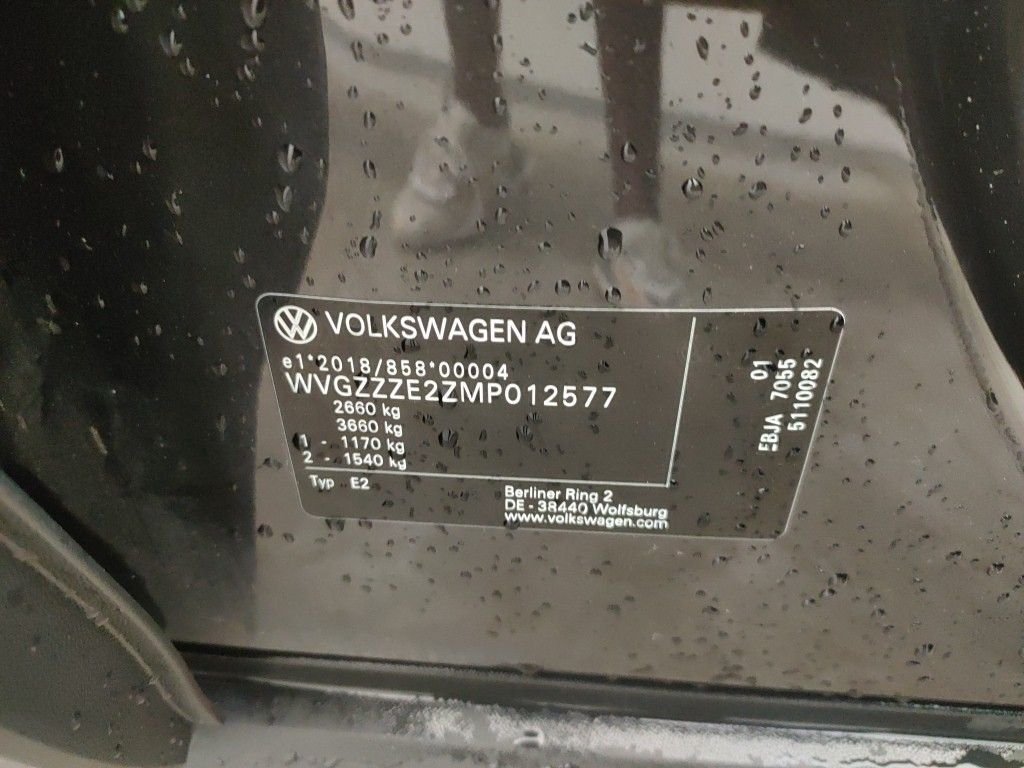 VOLKSWAGEN AG
e1*2018/858*00004
WVGZZZE2ZMP012577
2660 kg
3660 kg
1 - 1170 kg
2 - 1540 kg
Typ E2
Berliner Ring 2
DE - 38440 Wolfsburg
www.volkswagen.com
01
EBJA 7055
5110082